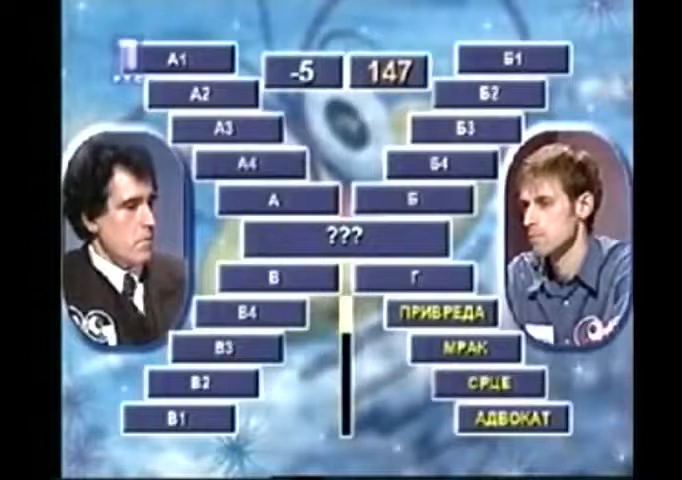 А1 -5 147 Б1
А2 Б2
А3 Б3
А4 Б4
А Б
???
В Г
В4 ПРИВРЕДА
В3 МРАК
В2 СРЦЕ
В1 АДВОКАТ